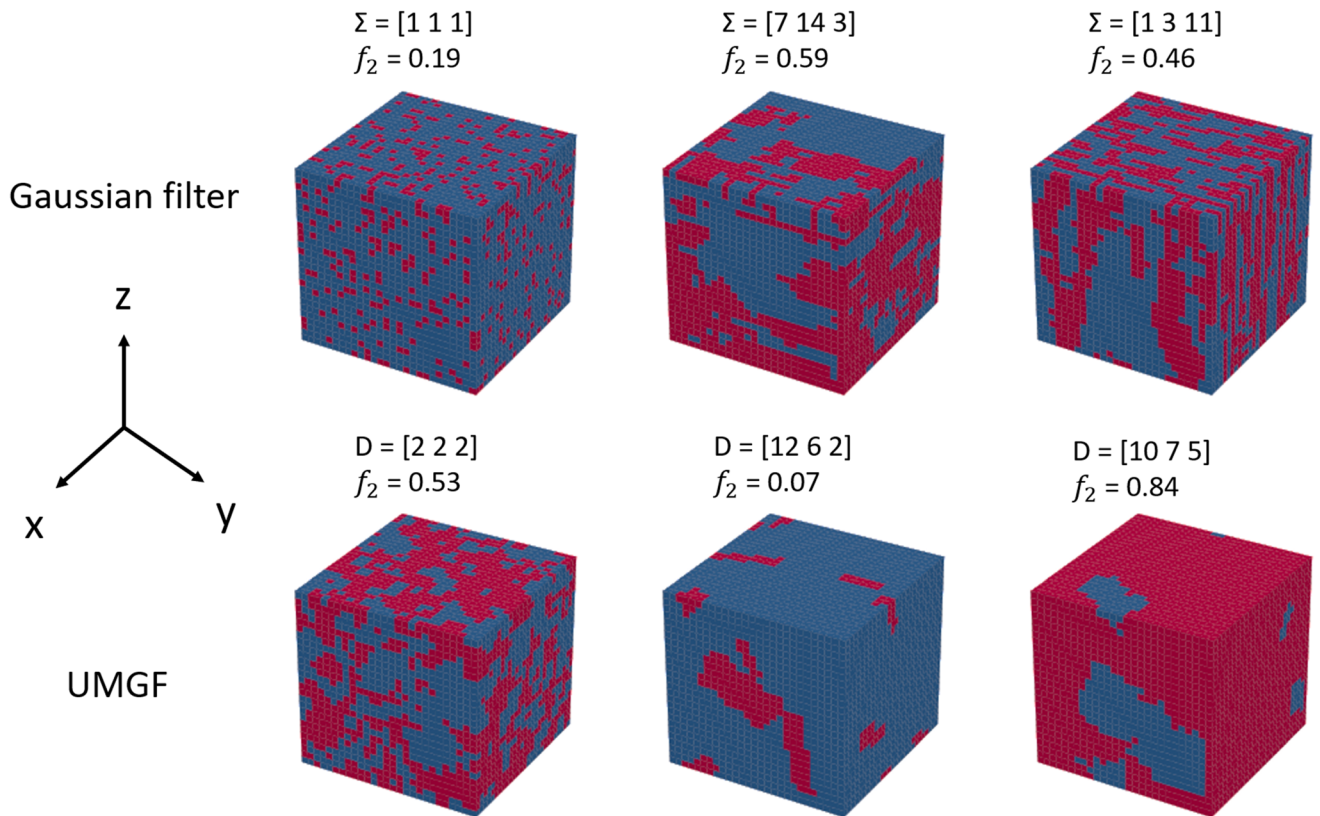 Σ = [1 1 1]
f₂ = 0.19
Σ = [7 14 3]
f₂ = 0.59
Σ = [1 3 11]
f₂ = 0.46
Gaussian filter
z
x
y
D = [2 2 2]
f₂ = 0.53
D = [12 6 2]
f₂ = 0.07
D = [10 7 5]
f₂ = 0.84
UMGF